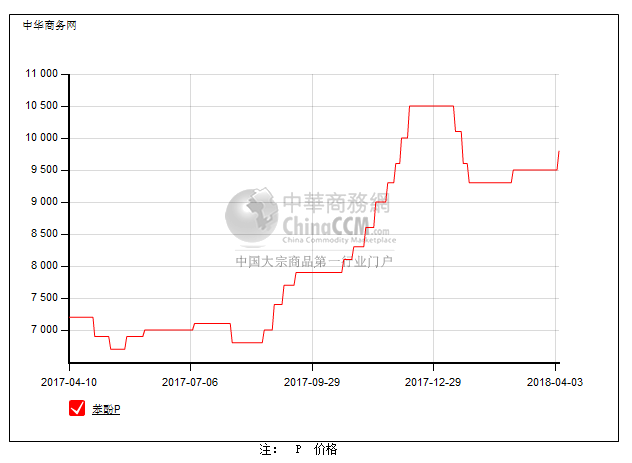 中华商务网
11 000
10 500
10 000
9 500
9 000
8 500
8 000
7 500
7 000
中華商務網
ChinaCCM.com
China Commodity Marketplace
中国大宗商品第一行业门户
2017-04-10 2017-07-06 2017-09-29 2017-12-29 2018-04-03
苯酚P
注： P 价格